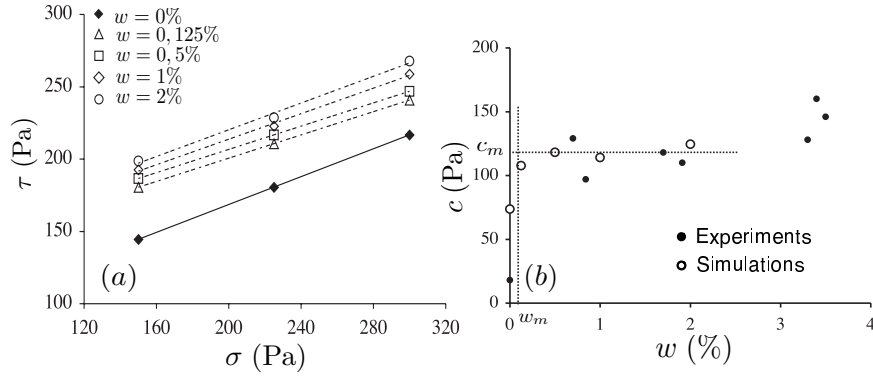 300
250
200
150
100
τ (Pa)
w = 0%
w = 0, 125%
w = 0, 5%
w = 1%
w = 2%
(a)
120 160 200 240 280 320
σ (Pa)
200
150
100
50
0
c (Pa)
c_m
Experiments
Simulations
(b)
0 w_m 1 2 3 4
w (%)